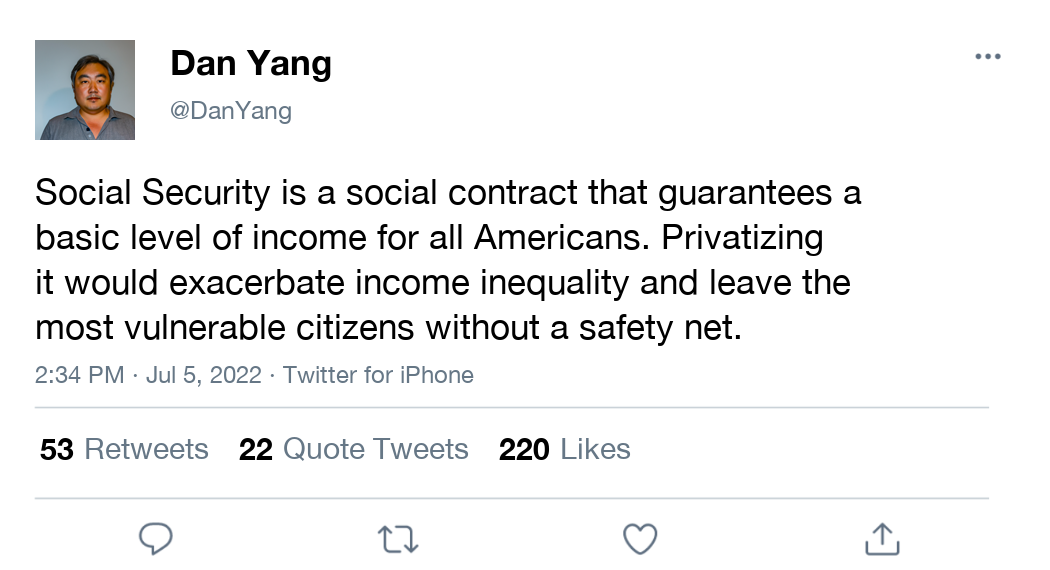 Dan Yang
@DanYang
Social Security is a social contract that guarantees a
basic level of income for all Americans. Privatizing
it would exacerbate income inequality and leave the
most vulnerable citizens without a safety net.
2:34 PM · Jul 5, 2022 · Twitter for iPhone
53 Retweets 22 Quote Tweets 220 Likes